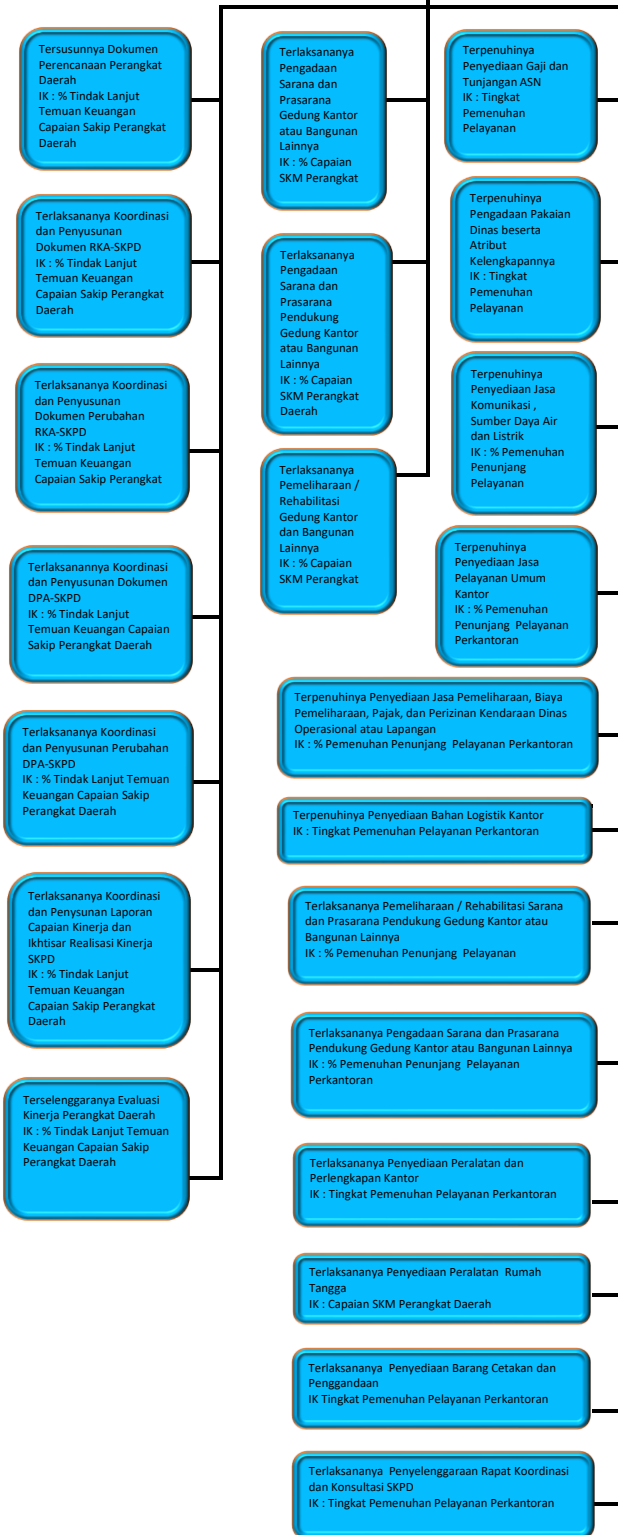 Tersusunnya Dokumen
Perencanaan Perangkat
Daerah
IK : % Tindak Lanjut
Temuan Keuangan
Capaian Sakip Perangkat
Daerah
Terlaksananya Koordinasi
dan Penyusunan
Dokumen RKA-SKPD
IK : % Tindak Lanjut
Temuan Keuangan
Capaian Sakip Perangkat
Daerah
Terlaksananya Koordinasi
dan Penyusunan
Dokumen Perubahan
RKA-SKPD
IK : % Tindak Lanjut
Temuan Keuangan
Capaian Sakip Perangkat
Terlaksanannya Koordinasi
dan Penyusunan Dokumen
DPA-SKPD
IK : % Tindak Lanjut
Temuan Keuangan Capaian
Sakip Perangkat Daerah
Terlaksananya Koordinasi
dan Penyusunan Perubahan
DPA-SKPD
IK : % Tindak Lanjut Temuan
Keuangan Capaian Sakip
Perangkat Daerah
Terlaksananya Koordinasi
dan Penysunan Laporan
Capaian Kinerja dan
Ikhtisar Realisasi Kinerja
SKPD
IK : % Tindak Lanjut
Temuan Keuangan
Capaian Sakip Perangkat
Daerah
Terselenggaranya Evaluasi
Kinerja Perangkat Daerah
IK : % Tindak Lanjut Temuan
Keuangan Capaian Sakip
Perangkat Daerah
Terlaksananya
Pengadaan
Sarana dan
Prasarana
Gedung Kantor
atau Bangunan
Lainnya
IK : % Capaian
SKM Perangkat
Terlaksananya
Pengadaan
Sarana dan
Prasarana
Pendukung
Gedung Kantor
atau Bangunan
Lainnya
IK : % Capaian
SKM Perangkat
Daerah
Terlaksananya
Pemeliharaan /
Rehabilitasi
Gedung Kantor
dan Bangunan
Lainnya
IK : % Capaian
SKM Perangkat
Terpenuhinya
Penyediaan Gaji dan
Tunjangan ASN
IK : Tingkat
Pemenuhan
Pelayanan
Terpenuhinya
Pengadaan Pakaian
Dinas beserta
Atribut
Kelengkapannya
IK : Tingkat
Pemenuhan
Pelayanan
Terpenuhinya
Penyediaan Jasa
Komunikasi ,
Sumber Daya Air
dan Listrik
IK : % Pemenuhan
Penunjang
Pelayanan
Terpenuhinya
Penyediaan Jasa
Pelayanan Umum
Kantor
IK : % Pemenuhan
Penunjang Pelayanan
Perkantoran
Terpenuhinya Penyediaan Jasa Pemeliharaan, Biaya
Pemeliharaan, Pajak, dan Perizinan Kendaraan Dinas
Operasional atau Lapangan
IK : % Pemenuhan Penunjang Pelayanan Perkantoran
Terpenuhinya Penyediaan Bahan Logistik Kantor
IK : Tingkat Pemenuhan Pelayanan Perkantoran
Terlaksananya Pemeliharaan / Rehabilitasi Sarana
dan Prasarana Pendukung Gedung Kantor atau
Bangunan Lainnya
IK : % Pemenuhan Penunjang Pelayanan
Terlaksananya Pengadaan Sarana dan Prasarana
Pendukung Gedung Kantor atau Bangunan Lainnya
IK : % Pemenuhan Penunjang Pelayanan
Perkantoran
Terlaksananya Penyediaan Peralatan dan
Perlengkapan Kantor
IK : Tingkat Pemenuhan Pelayanan Perkantoran
Terlaksananya Penyediaan Peralatan Rumah
Tangga
IK : Capaian SKM Perangkat Daerah
Terlaksananya Penyediaan Barang Cetakan dan
Penggandaan
IK Tingkat Pemenuhan Pelayanan Perkantoran
Terlaksananya Penyelenggaraan Rapat Koordinasi
dan Konsultasi SKPD
IK : Tingkat Pemenuhan Pelayanan Perkantoran